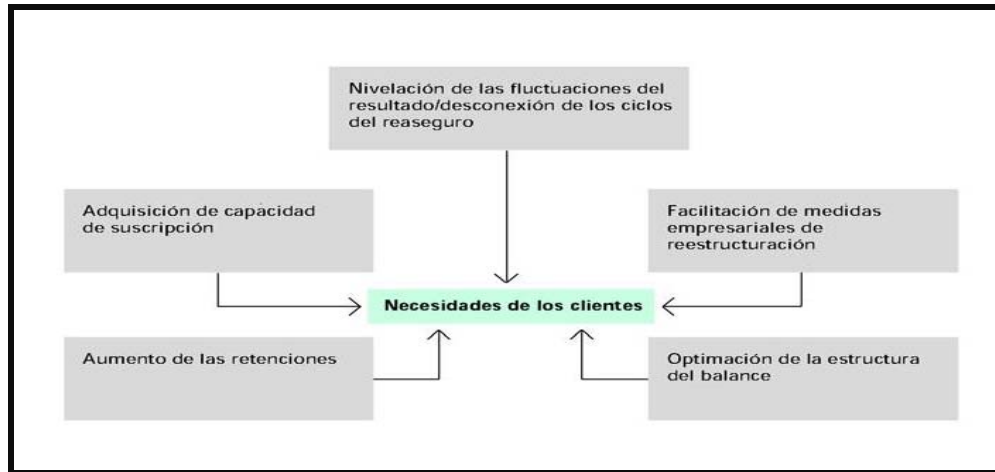 Nivelación de las fluctuaciones del
resultado/desconexión de los ciclos
del reaseguro
Adquisición de capacidad
de suscripción
Facilitación de medidas
empresariales de
reestructuración
Necesidades de los clientes
Aumento de las retenciones
Optimación de la estructura
del balance